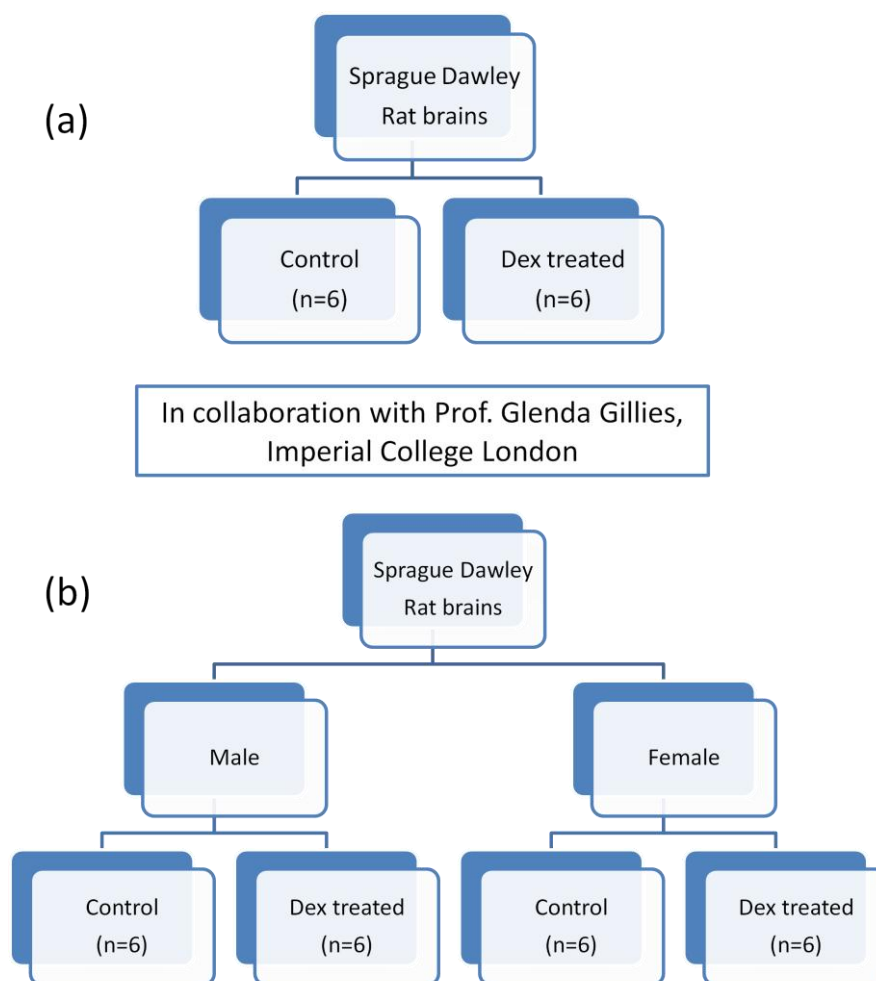 (a)
Sprague Dawley
Rat brains
Control
(n=6)
Dex treated
(n=6)
In collaboration with Prof. Glenda Gillies,
Imperial College London
(b)
Sprague Dawley
Rat brains
Male
Female
Control
(n=6)
Dex treated
(n=6)
Control
(n=6)
Dex treated
(n=6)